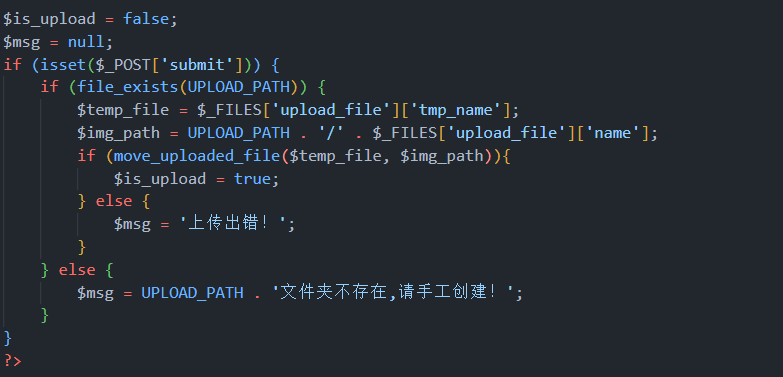 $is_upload = false;
$msg = null;
if (isset($_POST['submit'])) {
    if (file_exists(UPLOAD_PATH)) {
        $temp_file = $_FILES['upload_file']['tmp_name'];
        $img_path = UPLOAD_PATH . '/' . $_FILES['upload_file']['name'];
        if (move_uploaded_file($temp_file, $img_path)){
            $is_upload = true;
        } else {
            $msg = '上传出错！';
        }
    } else {
        $msg = UPLOAD_PATH . '文件夹不存在,请手工创建！';
    }
}
?>